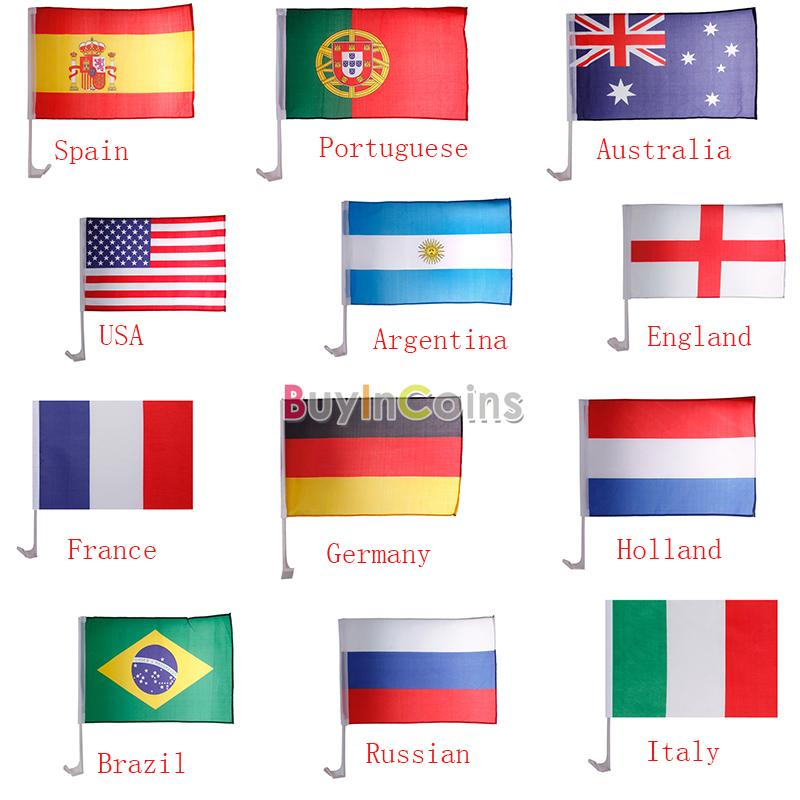 Spain
Portuguese
Australia
USA
Argentina
England
BuyInCoins
France
Germany
Holland
Brazil
Russian
Italy